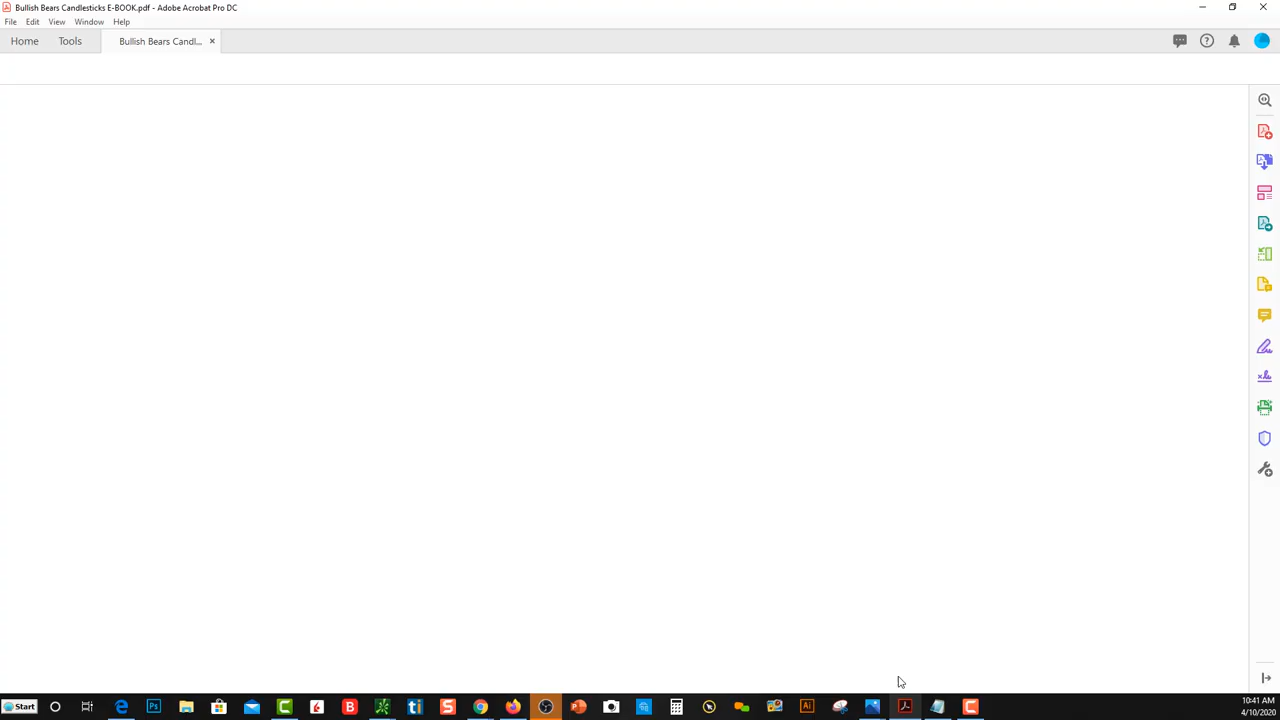 Bullish Bears Candlesticks E-BOOK.pdf - Adobe Acrobat Pro DC
File Edit View Window Help
Home Tools Bullish Bears Candl... ×
Start
10:41 AM
4/10/2020